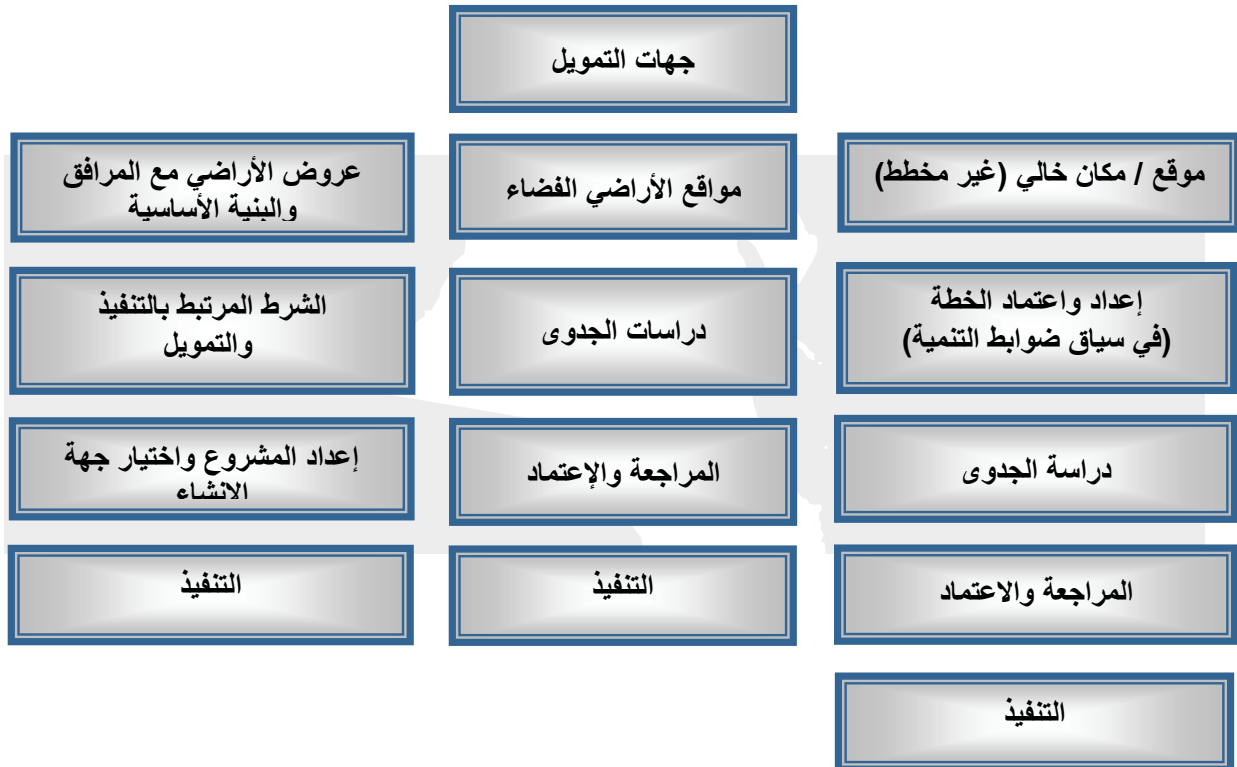 جهات التمويل
موقع / مكان خالي (غير مخطط)
مواقع الأراضي الفضاء
عروض الأراضي مع المرافق
والبنية الأساسية
إعداد واعتماد الخطة
(في سياق ضوابط التنمية)
دراسات الجدوى
الشرط المرتبط بالتنفيذ
والتمويل
دراسة الجدوى
المراجعة والإعتماد
إعداد المشروع واختيار جهة
الانشاء
المراجعة والاعتماد
التنفيذ
التنفيذ
التنفيذ